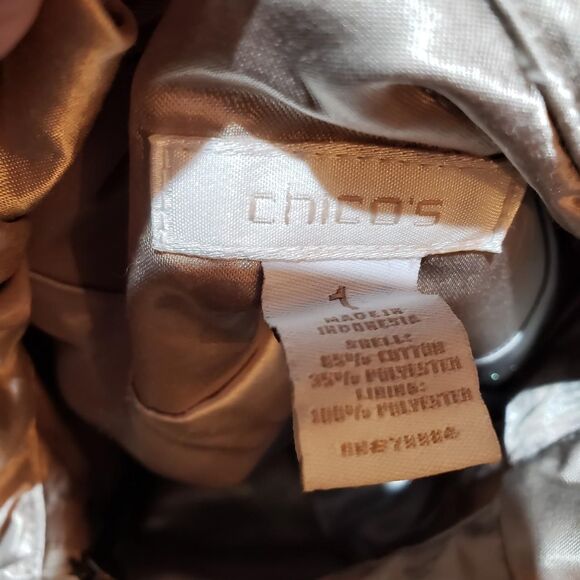 chico's
1
MADE IN
INDONESIA
SHELL:
65% COTTON
35% POLYESTER
LINING:
100% POLYESTER